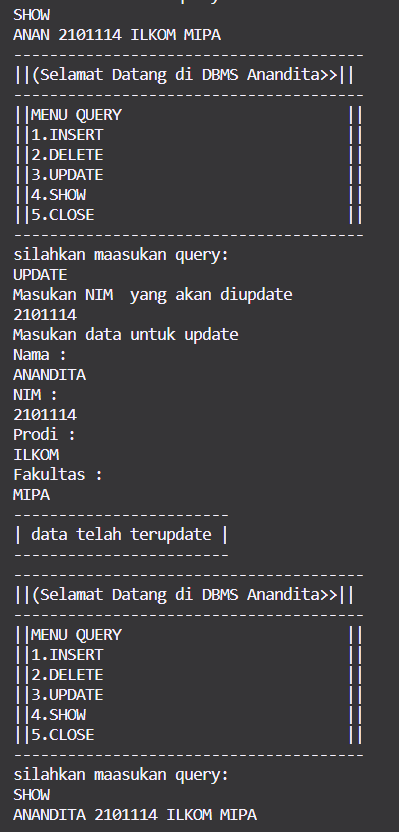 SHOW
ANAN 2101114 ILKOM MIPA
---------------------------------------
||(Selamat Datang di DBMS Anandita>>||
---------------------------------------
||MENU QUERY                         ||
||1.INSERT                           ||
||2.DELETE                           ||
||3.UPDATE                           ||
||4.SHOW                             ||
||5.CLOSE                            ||
---------------------------------------
silahkan maasukan query:
UPDATE
Masukan NIM  yang akan diupdate
2101114
Masukan data untuk update
Nama :
ANANDITA
NIM :
2101114
Prodi :
ILKOM
Fakultas :
MIPA
------------------------
| data telah terupdate |
------------------------
---------------------------------------
||(Selamat Datang di DBMS Anandita>>||
---------------------------------------
||MENU QUERY                         ||
||1.INSERT                           ||
||2.DELETE                           ||
||3.UPDATE                           ||
||4.SHOW                             ||
||5.CLOSE                            ||
---------------------------------------
silahkan maasukan query:
SHOW
ANANDITA 2101114 ILKOM MIPA